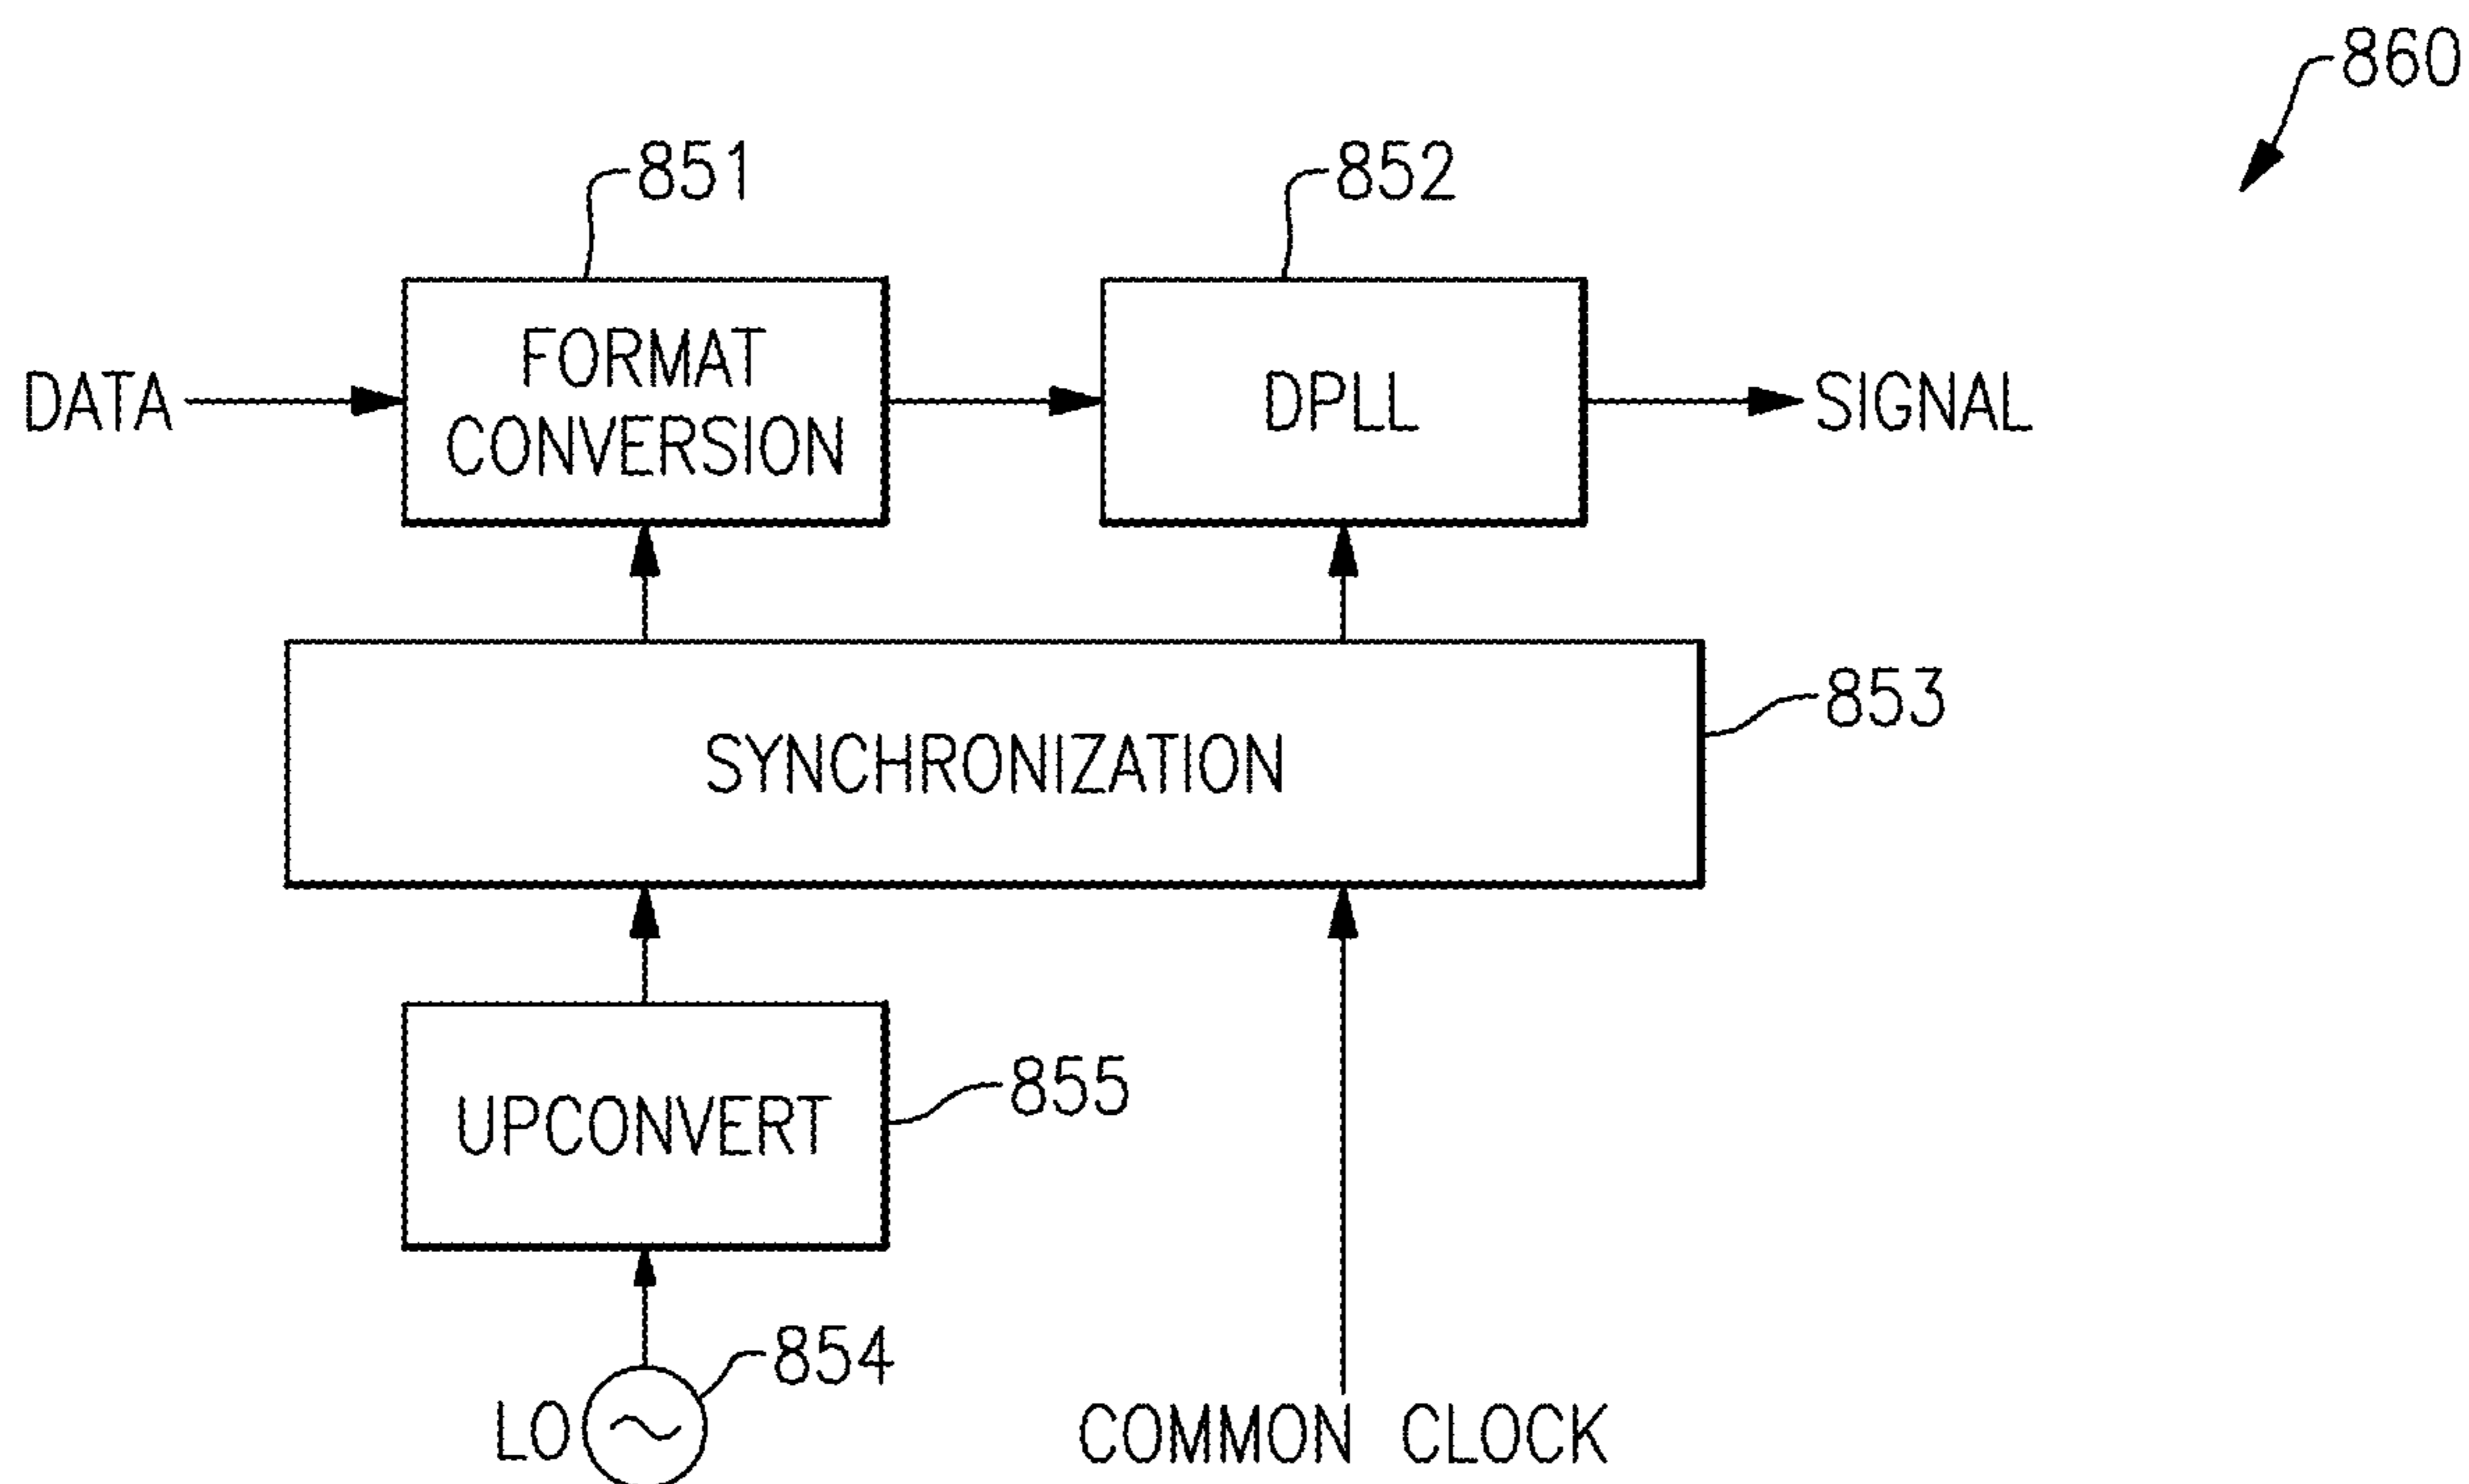 860
851
852
DATA
FORMAT
CONVERSION
DPLL
SIGNAL
853
SYNCHRONIZATION
855
UPCONVERT
854
LO
COMMON CLOCK